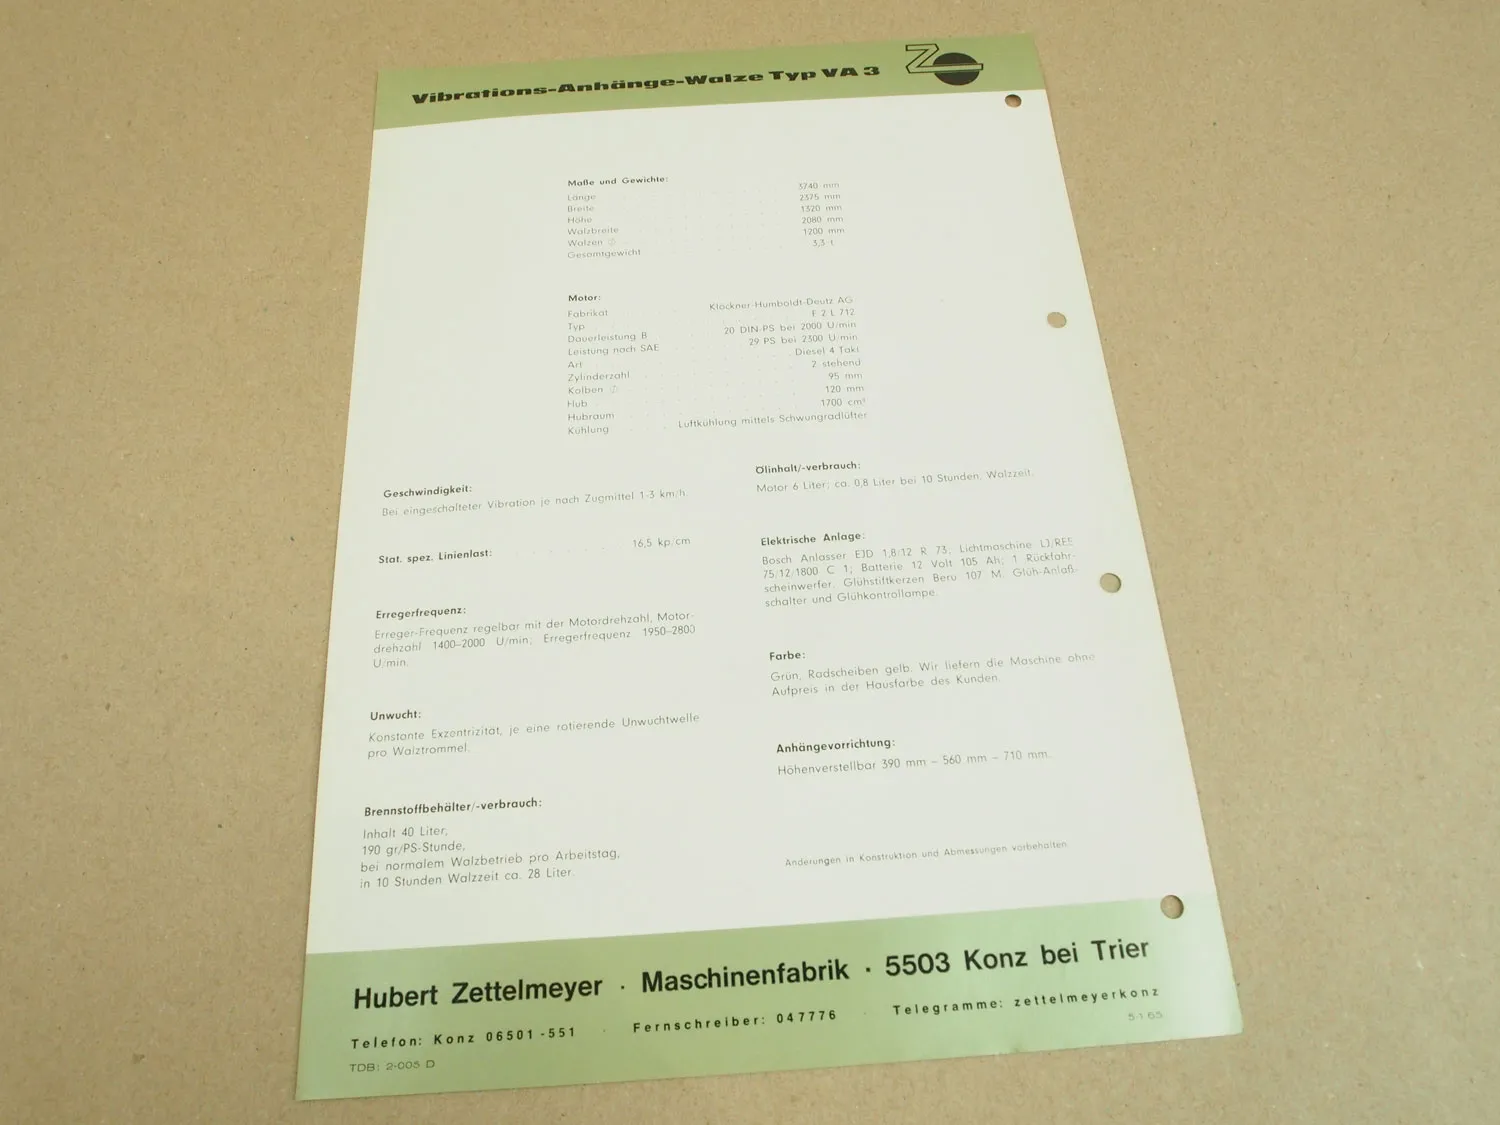 Vibrations-Anhänge-Walze Typ VA 3
Maße und Gewichte:
Länge 3740 mm
Breite 2375 mm
Höhe 1320 mm
Walzbreite 2080 mm
Walzen ∅ 1200 mm
Gesamtgewicht 3,3 t
Motor:
Fabrikat Klöckner-Humboldt-Deutz AG
Typ F 2 L 712
Dauerleistung B 20 DIN-PS bei 2000 U/min
Leistung nach SAE 29 PS bei 2300 U/min
Art Diesel 4 Takt
Zylinderzahl 2 stehend
Kolben ∅ 95 mm
Hub 120 mm
Hubraum 1700 cm³
Kühlung Luftkühlung mittels Schwungradlüfter
Geschwindigkeit:
Bei eingeschalteter Vibration je nach Zugmittel 1-3 km/h
Stat. spez. Linienlast: 16,5 kp/cm
Erregerfrequenz:
Erreger-Frequenz regelbar mit der Motordrehzahl, Motor-
drehzahl 1400–2000 U/min; Erregerfrequenz 1950–2800
U/min.
Unwucht:
Konstante Exzentrizität, je eine rotierende Unwuchtwelle
pro Walztrommel.
Brennstoffbehälter/-verbrauch:
Inhalt 40 Liter,
190 gr/PS-Stunde,
bei normalem Walzbetrieb pro Arbeitstag,
in 10 Stunden Walzzeit ca. 28 Liter.
Ölinhalt/-verbrauch:
Motor 6 Liter; ca. 0,8 Liter bei 10 Stunden. Walzzeit.
Elektrische Anlage:
Bosch Anlasser EJD 1,8/12 R 73; Lichtmaschine LJ/REE
75/12/1800 C 1; Batterie 12 Volt 105 Ah; 1 Rückfahr-
scheinwerfer. Glühstiftkerzen Beru 107 M. Glüh-Anlaß-
schalter und Glühkontrollampe.
Farbe:
Grün, Radscheiben gelb. Wir liefern die Maschine ohne
Aufpreis in der Hausfarbe des Kunden.
Anhängevorrichtung:
Höhenverstellbar 390 mm – 560 mm – 710 mm.
Änderungen in Konstruktion und Abmessungen vorbehalten
Hubert Zettelmeyer · Maschinenfabrik · 5503 Konz bei Trier
Telefon: Konz 06501-551 · Fernschreiber: 047776 · Telegramme: zettelmeyerkonz
TDB: 2-005 D
5.1.65